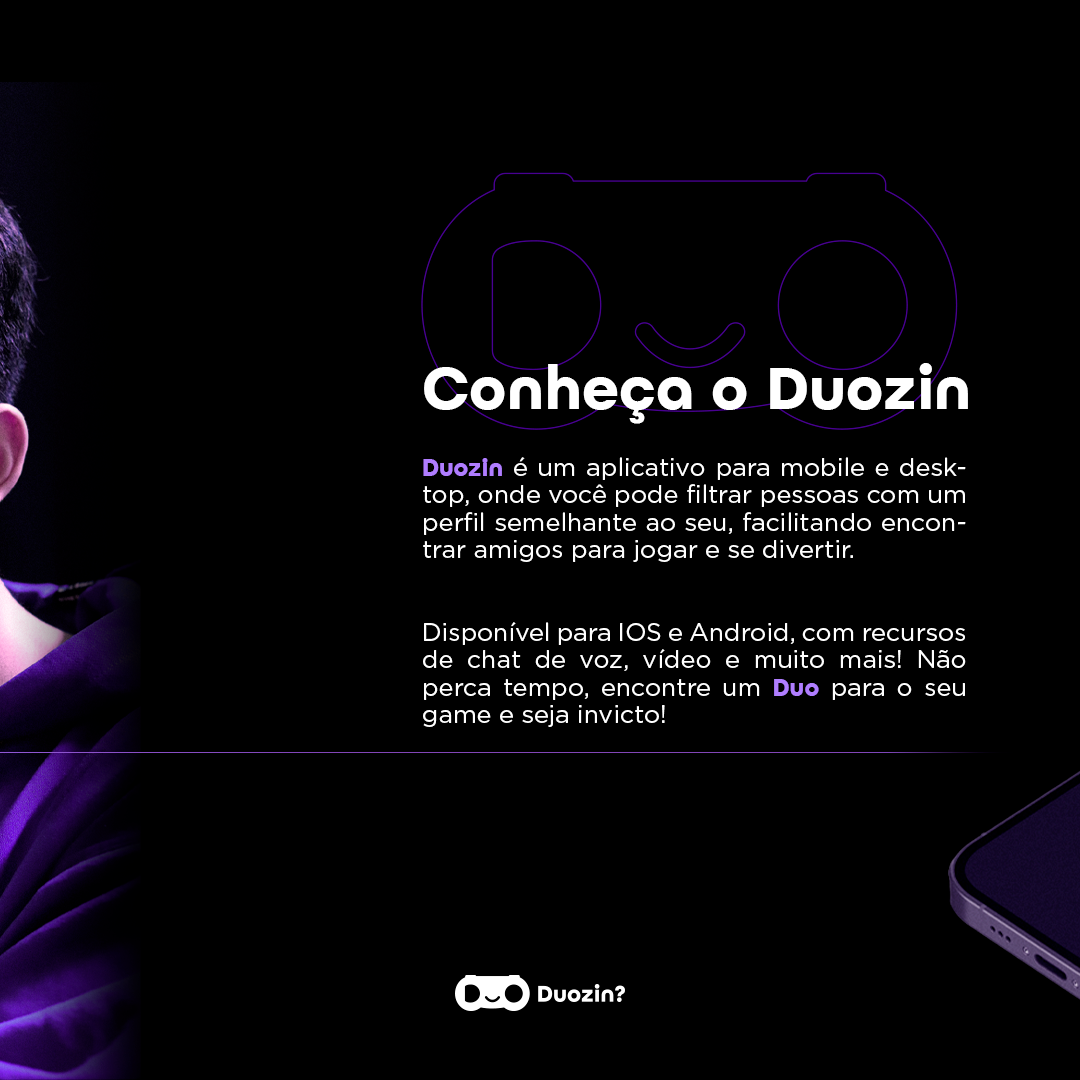 Conheça o Duozin
Duozin é um aplicativo para mobile e desk-
top, onde você pode filtrar pessoas com um
perfil semelhante ao seu, facilitando encon-
trar amigos para jogar e se divertir.
Disponível para IOS e Android, com recursos
de chat de voz, vídeo e muito mais! Não
perca tempo, encontre um Duo para o seu
game e seja invicto!
Duozin?